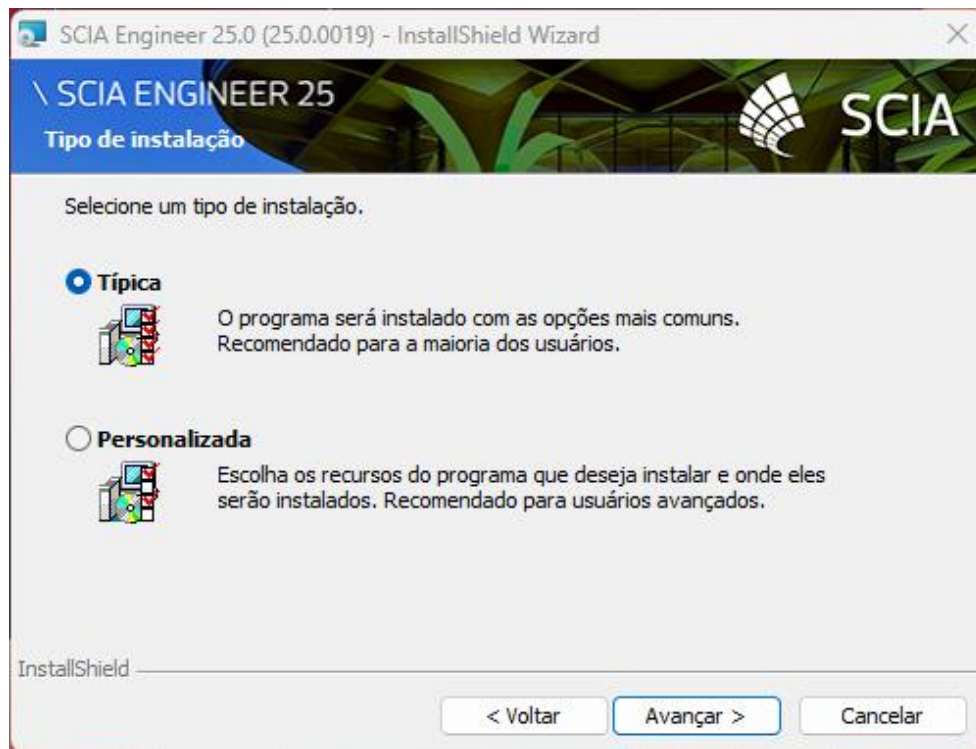 SCIA Engineer 25.0 (25.0.0019) - InstallShield Wizard
\ SCIA ENGINEER 25
SCIA
Tipo de instalação
Selecione um tipo de instalação.
Típica
O programa será instalado com as opções mais comuns.
Recomendado para a maioria dos usuários.
Personalizada
Escolha os recursos do programa que deseja instalar e onde eles
serão instalados. Recomendado para usuários avançados.
InstallShield
< Voltar
Avançar >
Cancelar